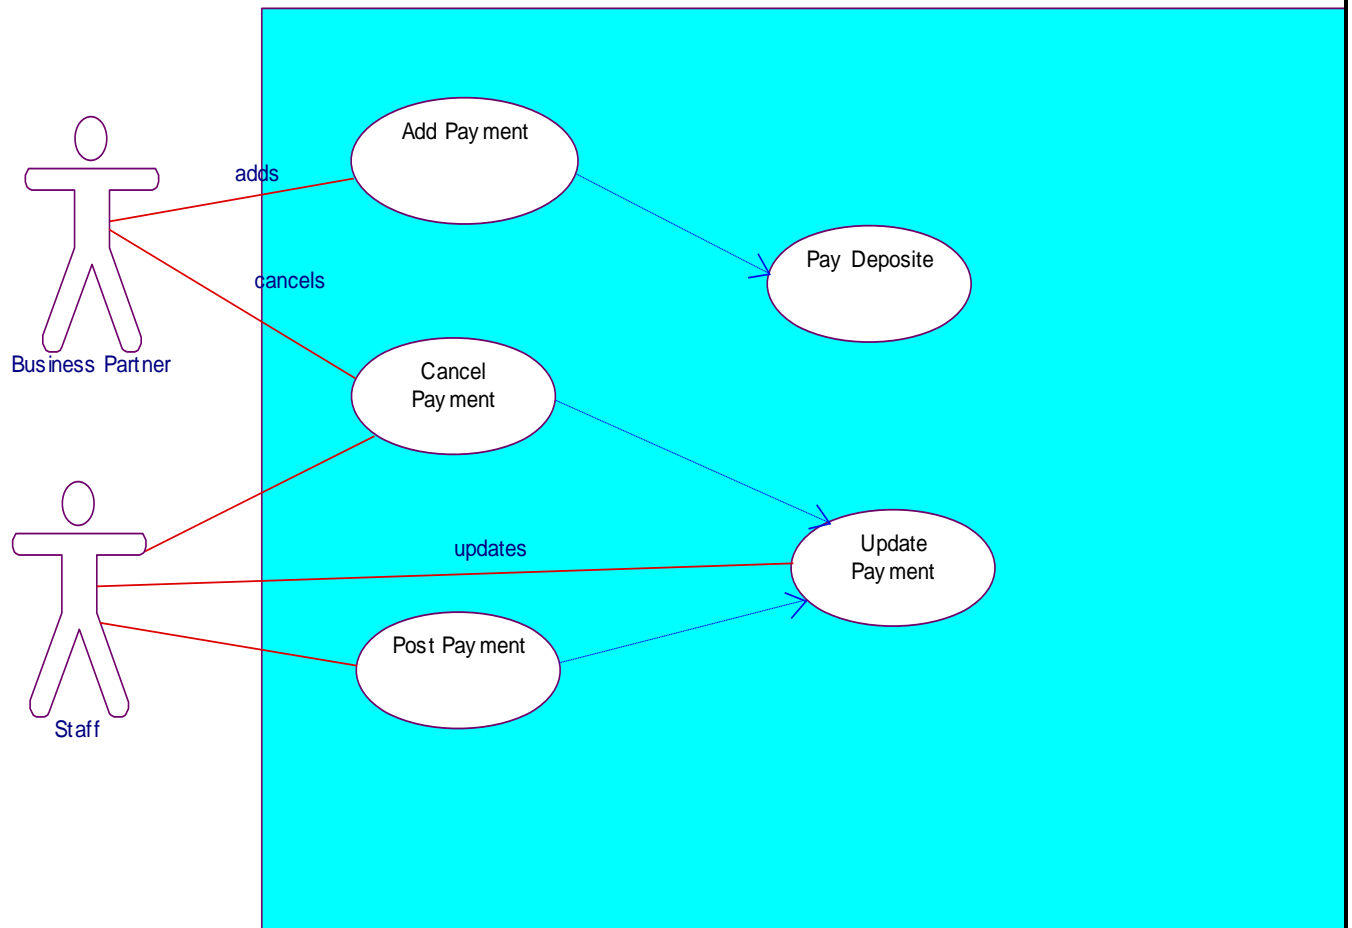 Add Payment
adds
Pay Deposite
cancels
Business Partner
Cancel
Payment
updates
Update
Payment
Post Payment
Staff